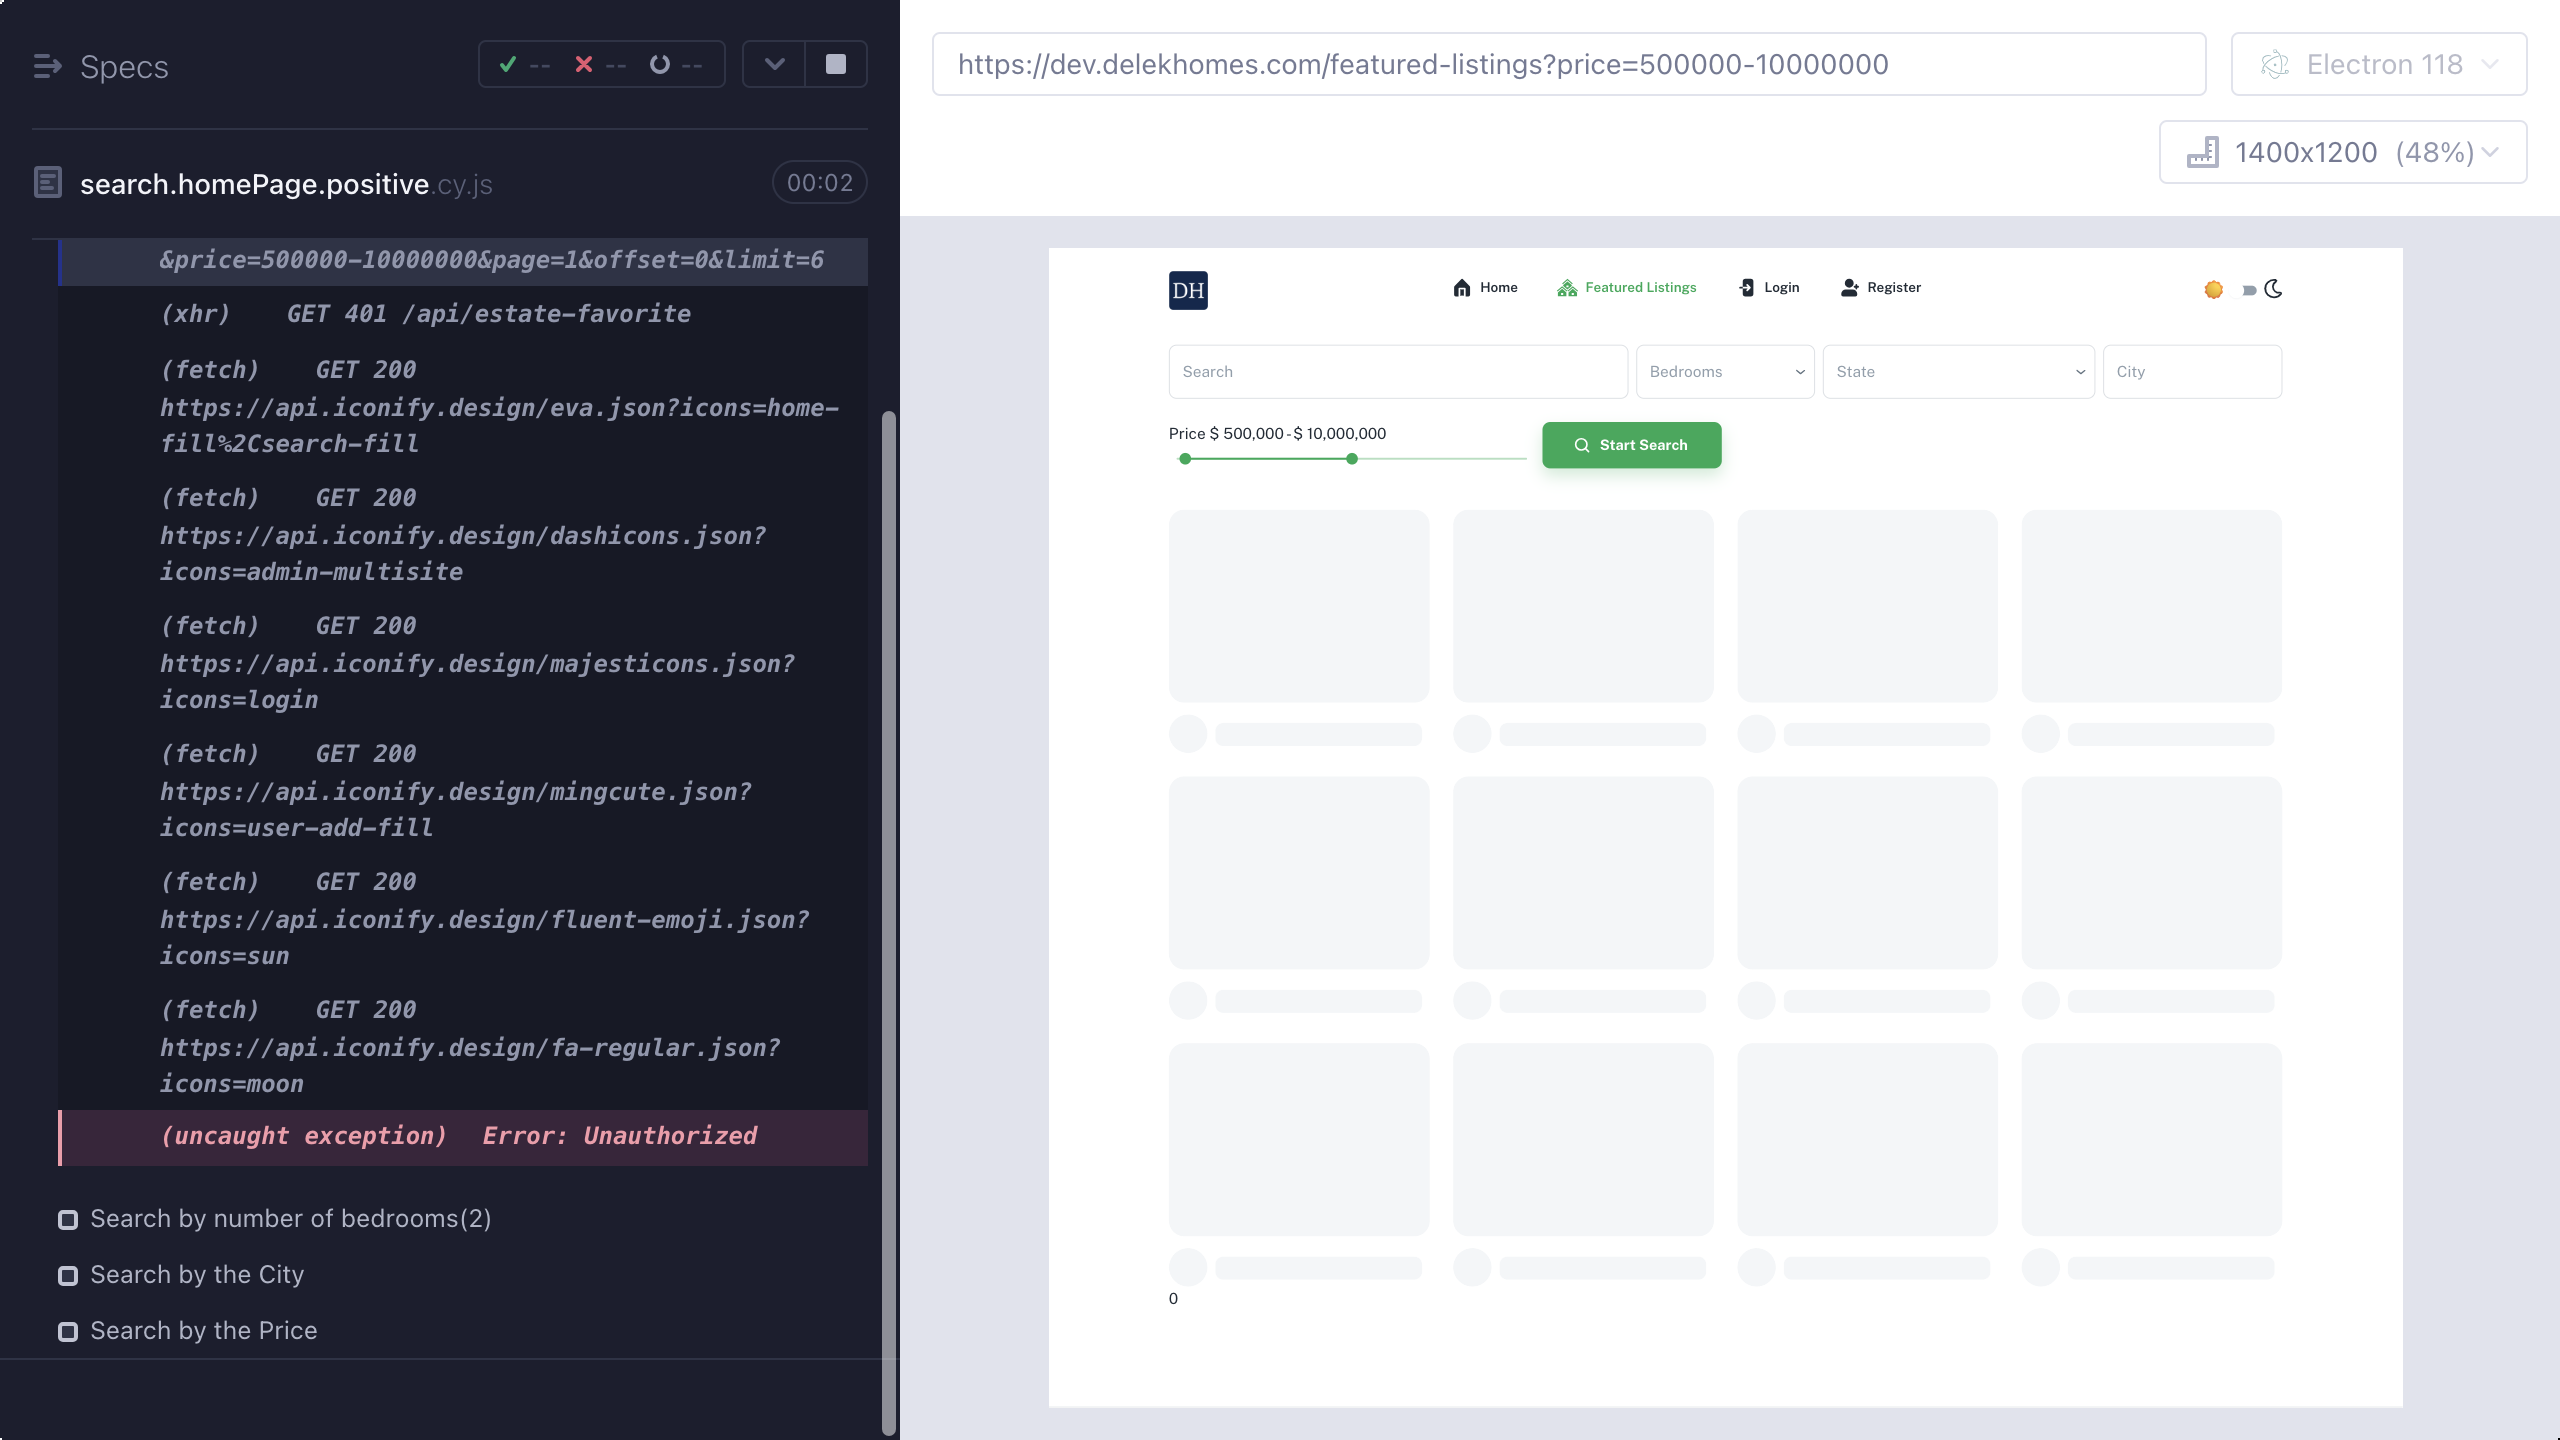 Specs
-- -- --
search.homePage.positive.cy.js
00:02
&price=500000-10000000&page=1&offset=0&limit=6
(xhr) GET 401 /api/estate-favorite
(fetch) GET 200
https://api.iconify.design/eva.json?icons=home-
fill%2Csearch-fill
(fetch) GET 200
https://api.iconify.design/dashicons.json?
icons=admin-multisite
(fetch) GET 200
https://api.iconify.design/majesticons.json?
icons=login
(fetch) GET 200
https://api.iconify.design/mingcute.json?
icons=user-add-fill
(fetch) GET 200
https://api.iconify.design/fluent-emoji.json?
icons=sun
(fetch) GET 200
https://api.iconify.design/fa-regular.json?
icons=moon
(uncaught exception) Error: Unauthorized
Search by number of bedrooms(2)
Search by the City
Search by the Price
https://dev.delekhomes.com/featured-listings?price=500000-10000000
Electron 118
1400x1200 (48%)
DH
Home
Featured Listings
Login
Register
Search
Bedrooms
State
City
Price $ 500,000 - $ 10,000,000
Start Search
0